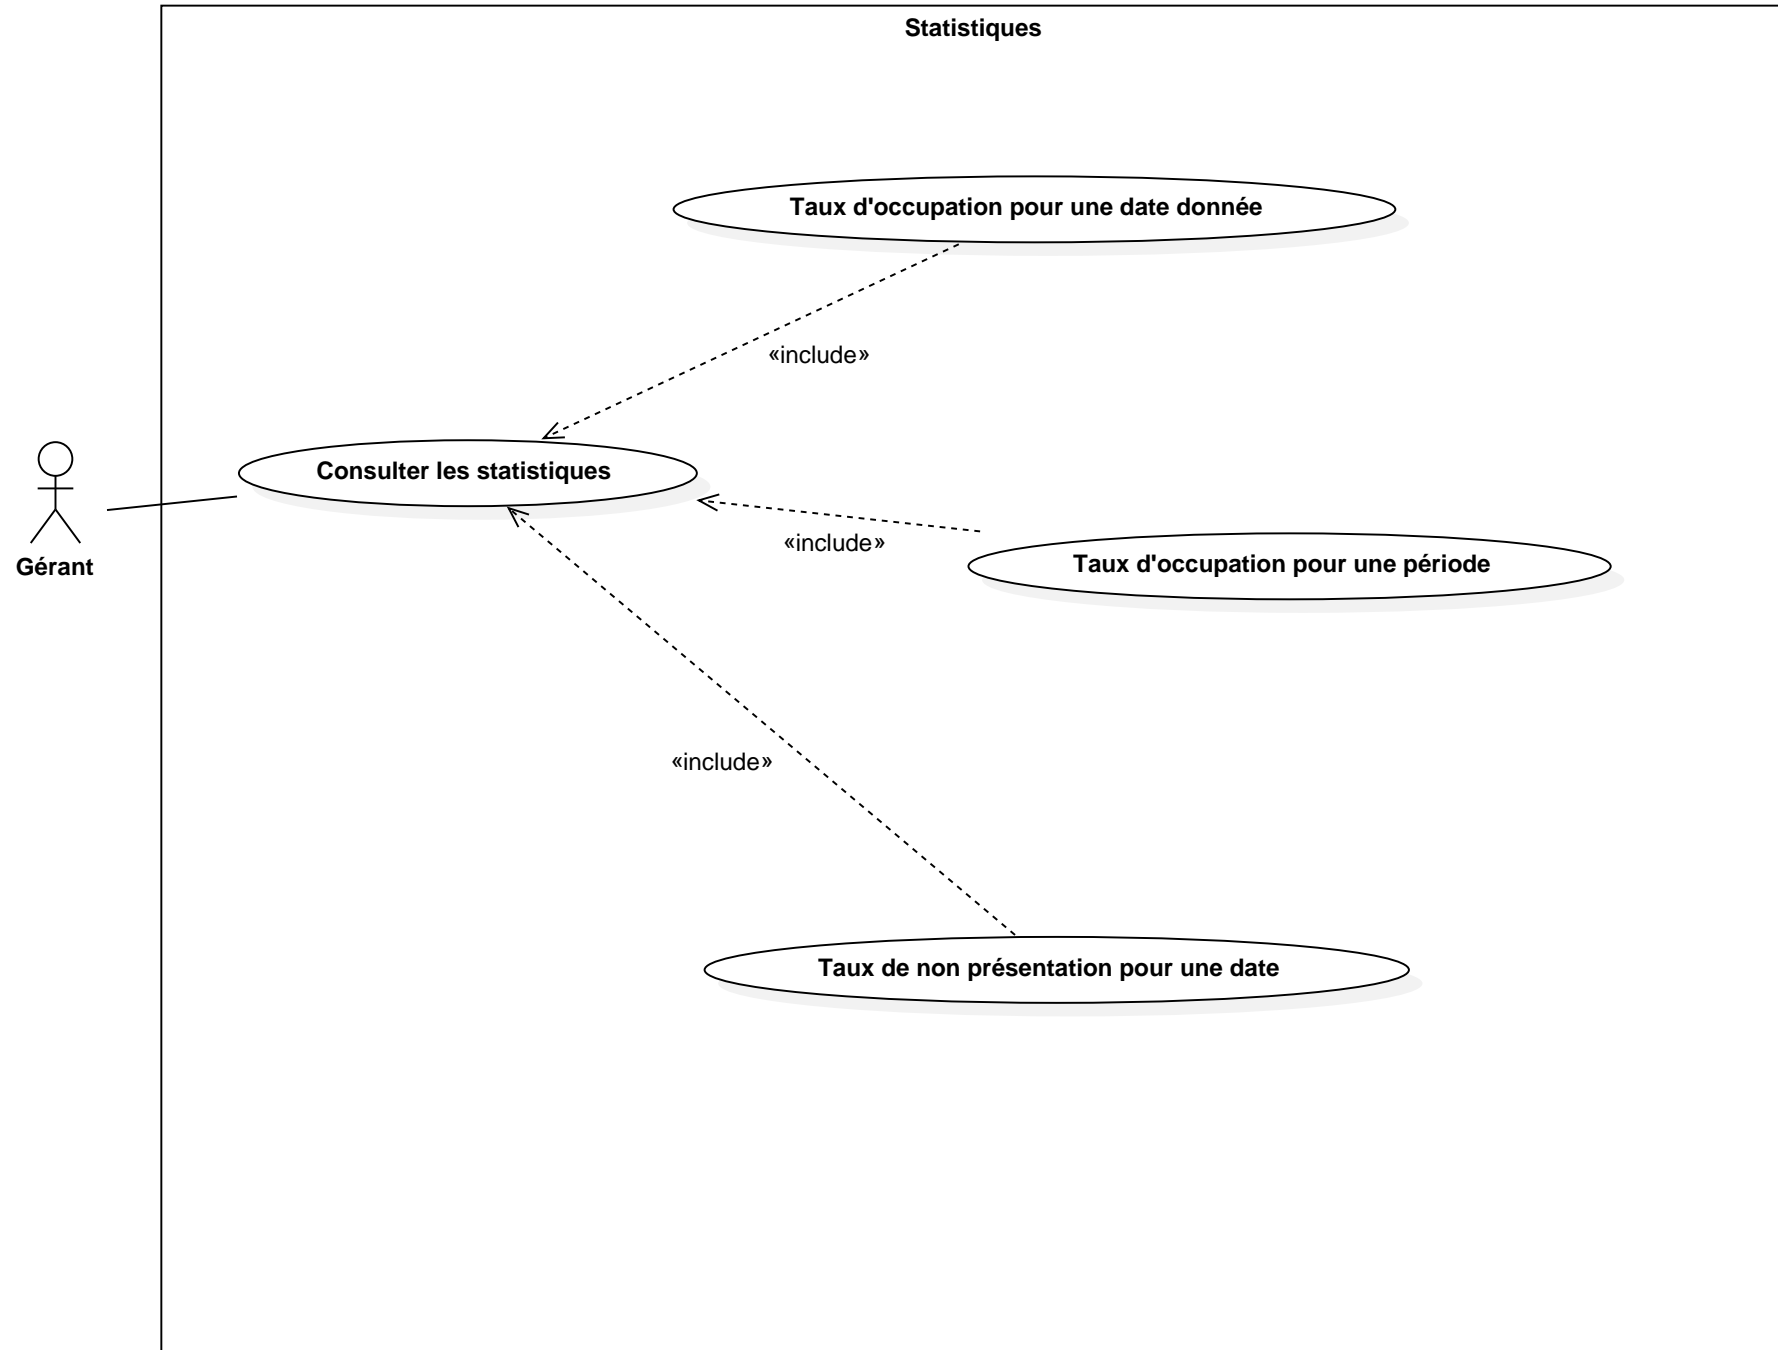 Statistiques
Taux d'occupation pour une date donnée
«include»
Consulter les statistiques
«include»
Gérant
Taux d'occupation pour une période
«include»
Taux de non présentation pour une date